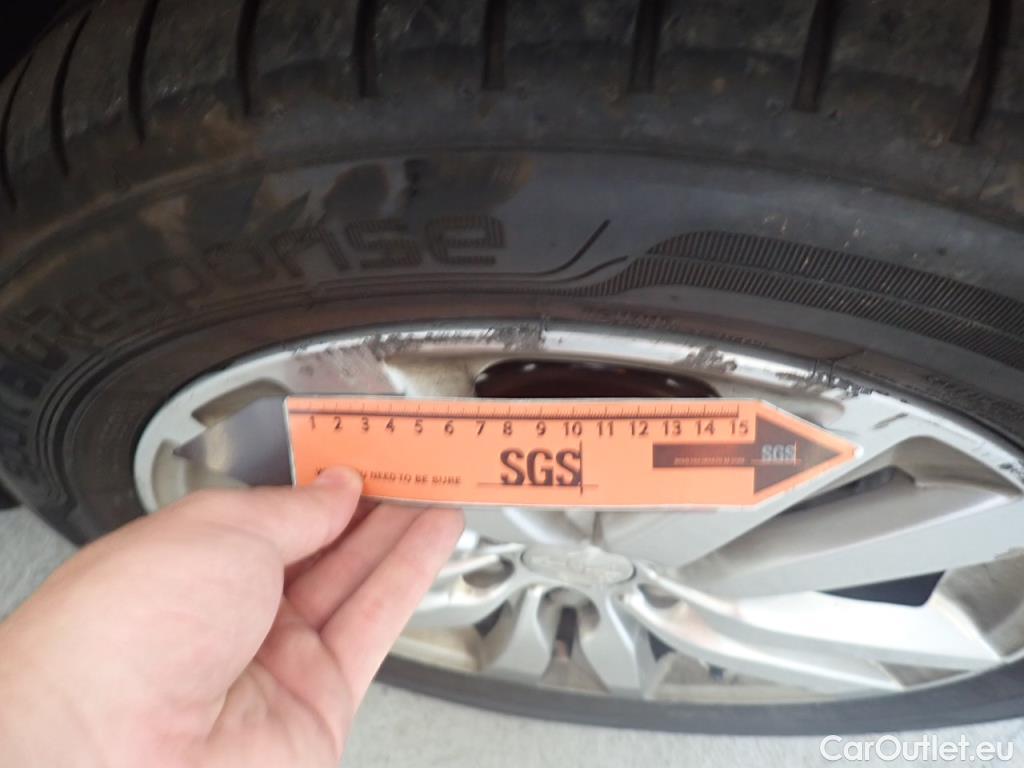 Response
1 2 3 4 5 6 7 8 9 10 11 12 13 14 15
SGS
SGS
NEED TO BE SURE
CarOutlet.eu